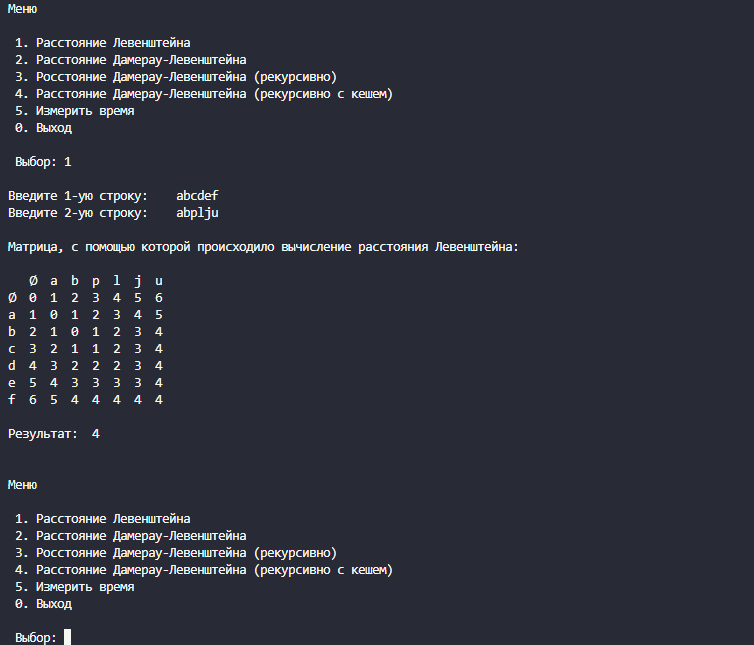 Меню
1. Расстояние Левенштейна
2. Расстояние Дамерау-Левенштейна
3. Росстояние Дамерау-Левенштейна (рекурсивно)
4. Расстояние Дамерау-Левенштейна (рекурсивно с кешем)
5. Измерить время
0. Выход
Выбор: 1
Введите 1-ую строку: abcdef
Введите 2-ую строку: abplju
Матрица, с помощью которой происходило вычисление расстояния Левенштейна:
Ø a b p l j u
Ø 0 1 2 3 4 5 6
a 1 0 1 2 3 4 5
b 2 1 0 1 2 3 4
c 3 2 1 1 2 3 4
d 4 3 2 2 2 3 4
e 5 4 3 3 3 3 4
f 6 5 4 4 4 4 4
Результат: 4
Меню
1. Расстояние Левенштейна
2. Расстояние Дамерау-Левенштейна
3. Росстояние Дамерау-Левенштейна (рекурсивно)
4. Расстояние Дамерау-Левенштейна (рекурсивно с кешем)
5. Измерить время
0. Выход
Выбор: